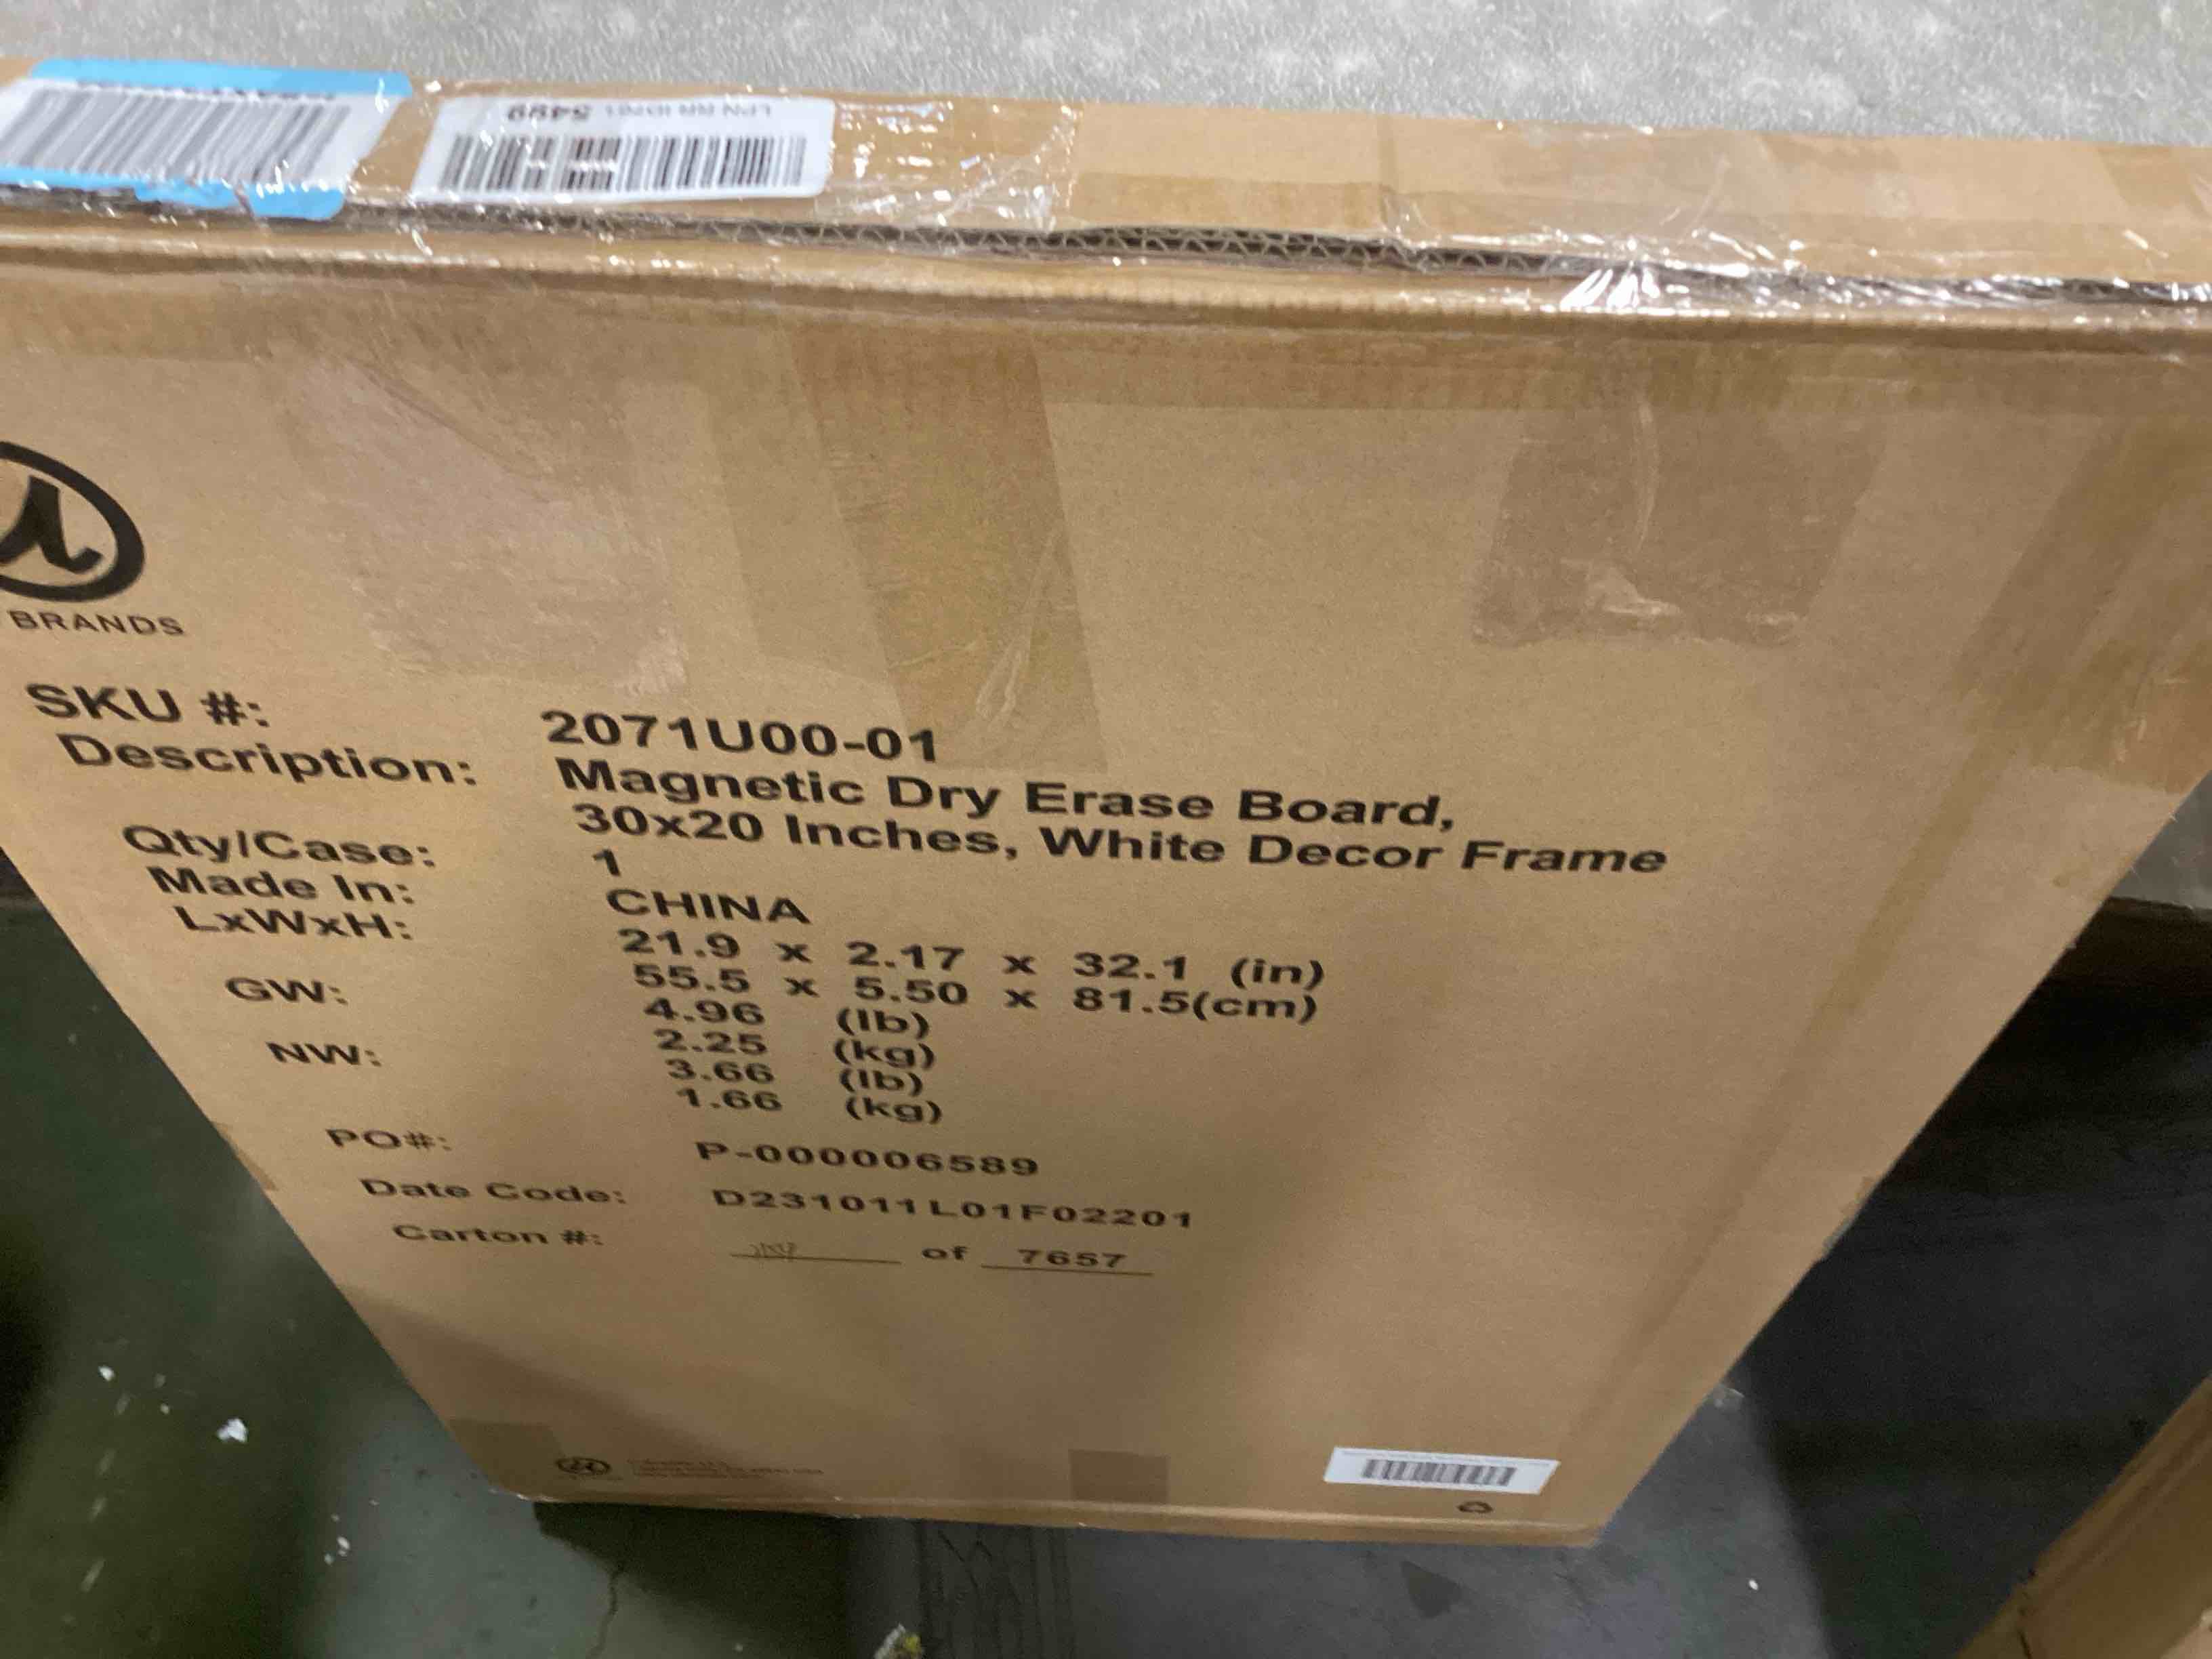 5499
BRANDS
SKU #: 2071U00-01
Description: Magnetic Dry Erase Board,
30x20 Inches, White Decor Frame
Qty/Case: 1
Made In: CHINA
LxWxH: 21.9 x 2.17 x 32.1 (in)
55.5 x 5.50 x 81.5(cm)
GW: 4.96 (lb)
2.25 (kg)
NW: 3.66 (lb)
1.66 (kg)
PO#: P-000006589
Date Code: D231011L01F02201
Carton #: of 7657